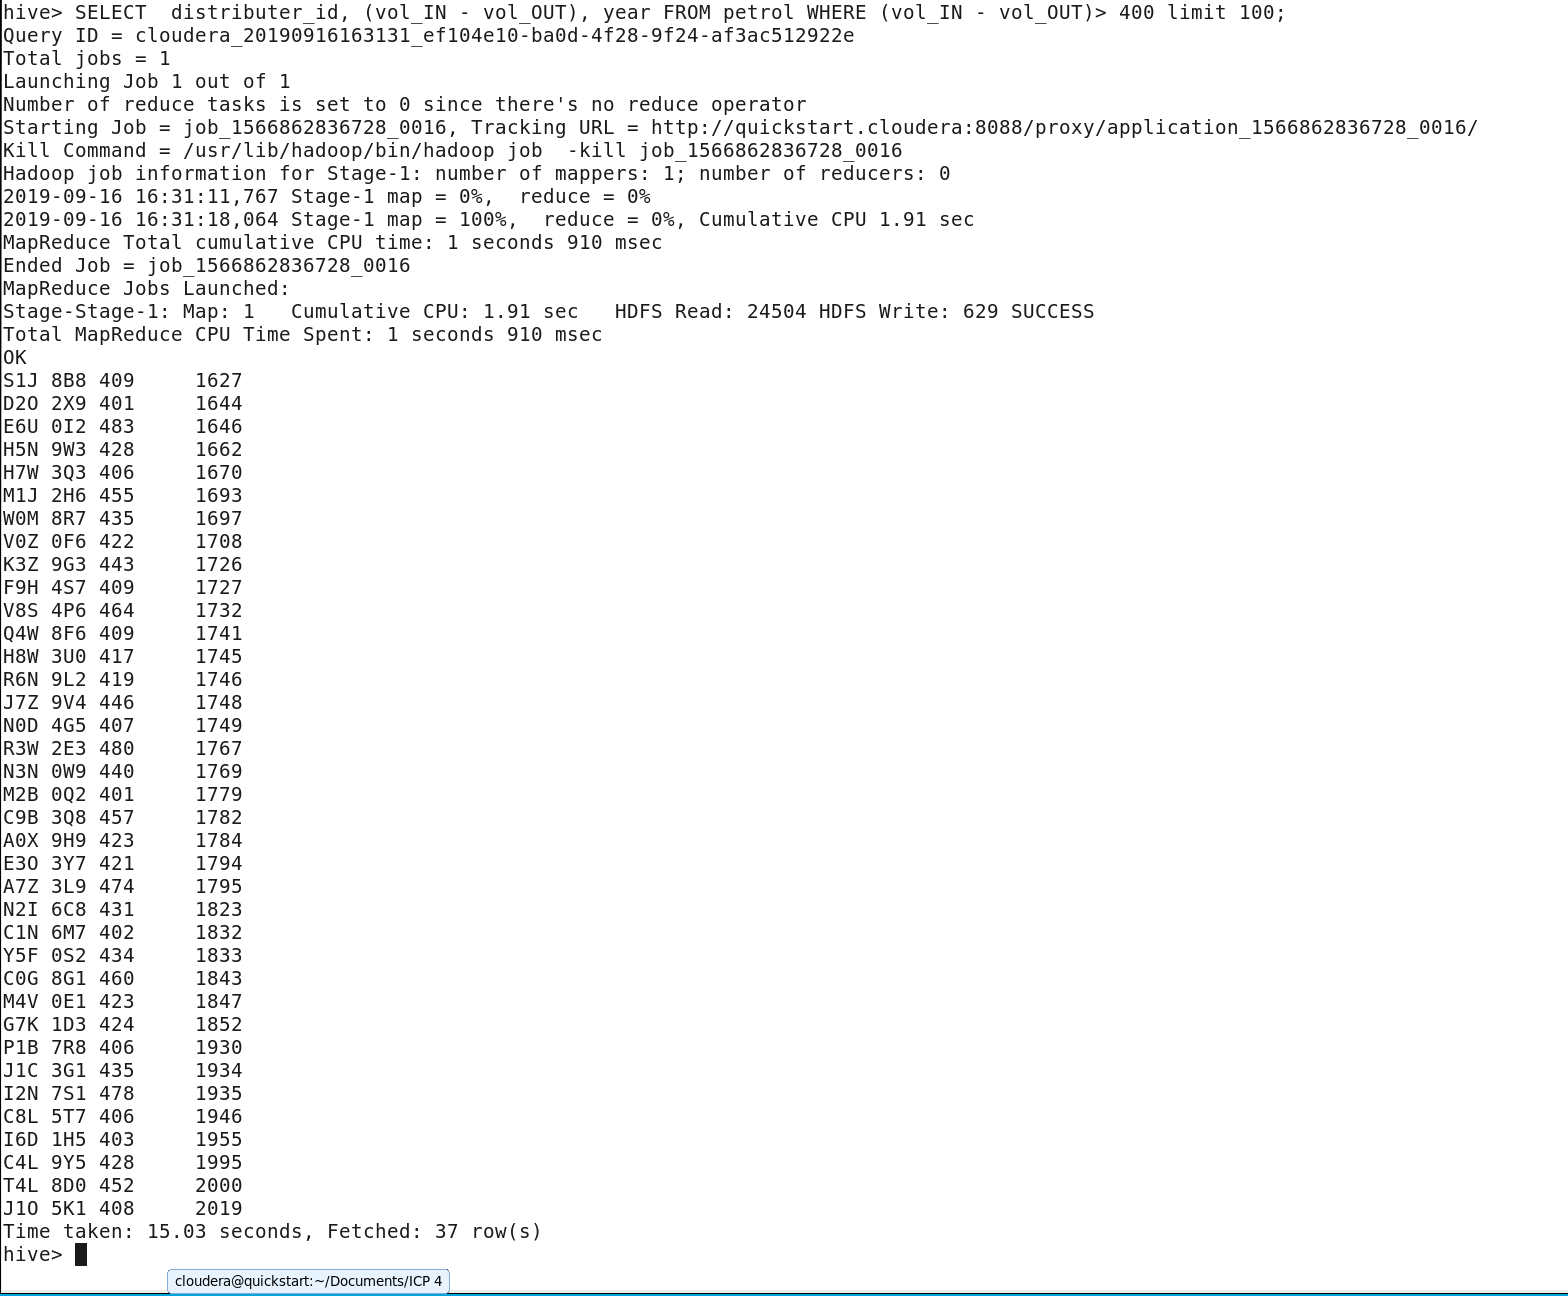 hive> SELECT  distributer_id, (vol_IN - vol_OUT), year FROM petrol WHERE (vol_IN - vol_OUT)> 400 limit 100;
Query ID = cloudera_20190916163131_ef104e10-ba0d-4f28-9f24-af3ac512922e
Total jobs = 1
Launching Job 1 out of 1
Number of reduce tasks is set to 0 since there's no reduce operator
Starting Job = job_1566862836728_0016, Tracking URL = http://quickstart.cloudera:8088/proxy/application_1566862836728_0016/
Kill Command = /usr/lib/hadoop/bin/hadoop job  -kill job_1566862836728_0016
Hadoop job information for Stage-1: number of mappers: 1; number of reducers: 0
2019-09-16 16:31:11,767 Stage-1 map = 0%,  reduce = 0%
2019-09-16 16:31:18,064 Stage-1 map = 100%,  reduce = 0%, Cumulative CPU 1.91 sec
MapReduce Total cumulative CPU time: 1 seconds 910 msec
Ended Job = job_1566862836728_0016
MapReduce Jobs Launched:
Stage-Stage-1: Map: 1   Cumulative CPU: 1.91 sec   HDFS Read: 24504 HDFS Write: 629 SUCCESS
Total MapReduce CPU Time Spent: 1 seconds 910 msec
OK
S1J 8B8 409     1627
D2O 2X9 401     1644
E6U 0I2 483     1646
H5N 9W3 428     1662
H7W 3Q3 406     1670
M1J 2H6 455     1693
W0M 8R7 435     1697
V0Z 0F6 422     1708
K3Z 9G3 443     1726
F9H 4S7 409     1727
V8S 4P6 464     1732
Q4W 8F6 409     1741
H8W 3U0 417     1745
R6N 9L2 419     1746
J7Z 9V4 446     1748
N0D 4G5 407     1749
R3W 2E3 480     1767
N3N 0W9 440     1769
M2B 0Q2 401     1779
C9B 3Q8 457     1782
A0X 9H9 423     1784
E3O 3Y7 421     1794
A7Z 3L9 474     1795
N2I 6C8 431     1823
C1N 6M7 402     1832
Y5F 0S2 434     1833
C0G 8G1 460     1843
M4V 0E1 423     1847
G7K 1D3 424     1852
P1B 7R8 406     1930
J1C 3G1 435     1934
I2N 7S1 478     1935
C8L 5T7 406     1946
I6D 1H5 403     1955
C4L 9Y5 428     1995
T4L 8D0 452     2000
J1O 5K1 408     2019
Time taken: 15.03 seconds, Fetched: 37 row(s)
hive>
cloudera@quickstart:~/Documents/ICP 4